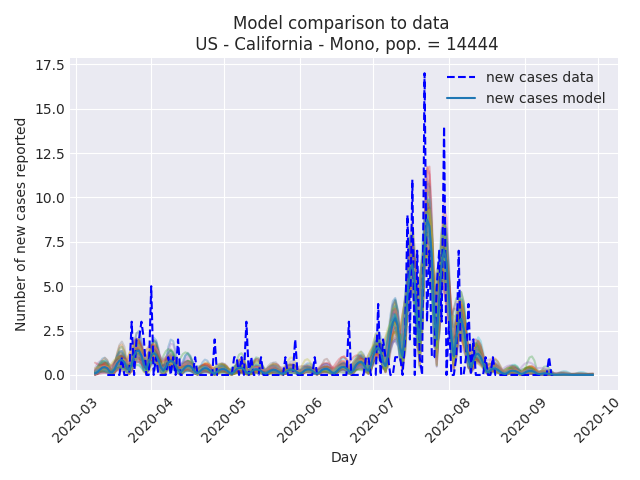 Model comparison to data
US - California - Mono, pop. = 14444
17.5
15.0
12.5
10.0
7.5
5.0
2.5
0.0
Number of new cases reported
new cases data
new cases model
2020-03
2020-04
2020-05
2020-06
2020-07
2020-08
2020-09
2020-10
Day